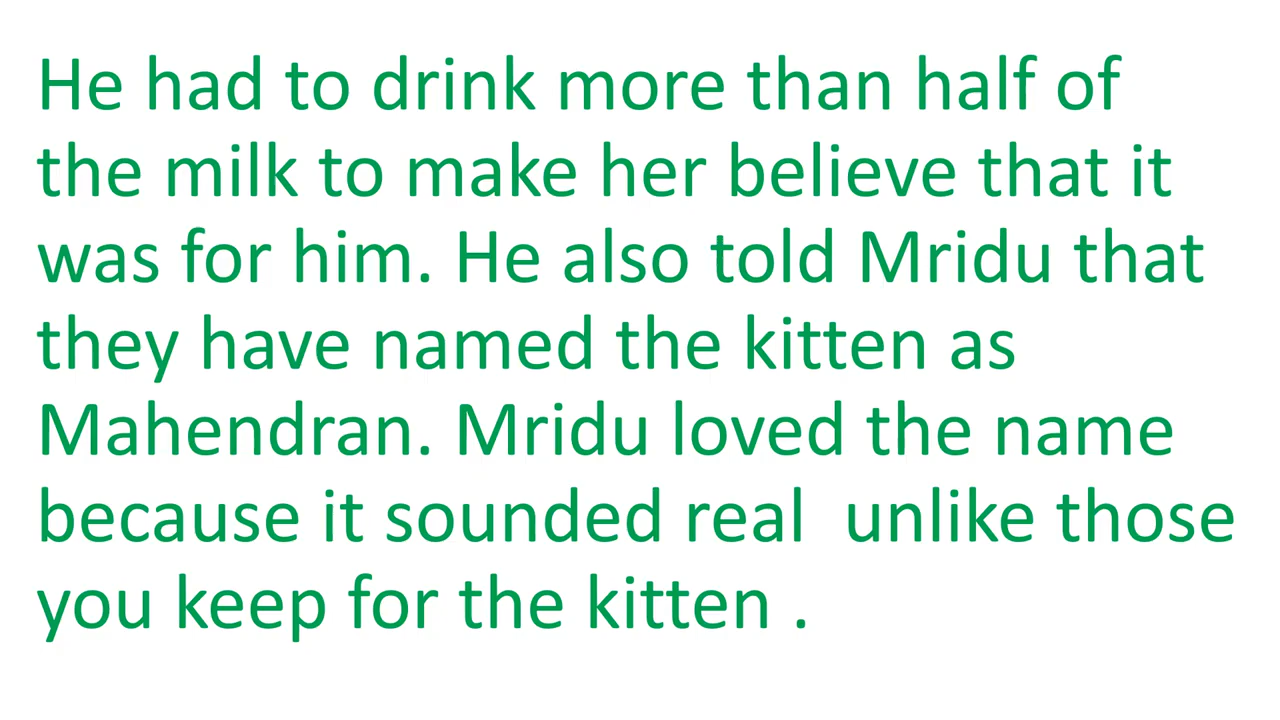 He had to drink more than half of
the milk to make her believe that it
was for him. He also told Mridu that
they have named the kitten as
Mahendran. Mridu loved the name
because it sounded real  unlike those
you keep for the kitten .